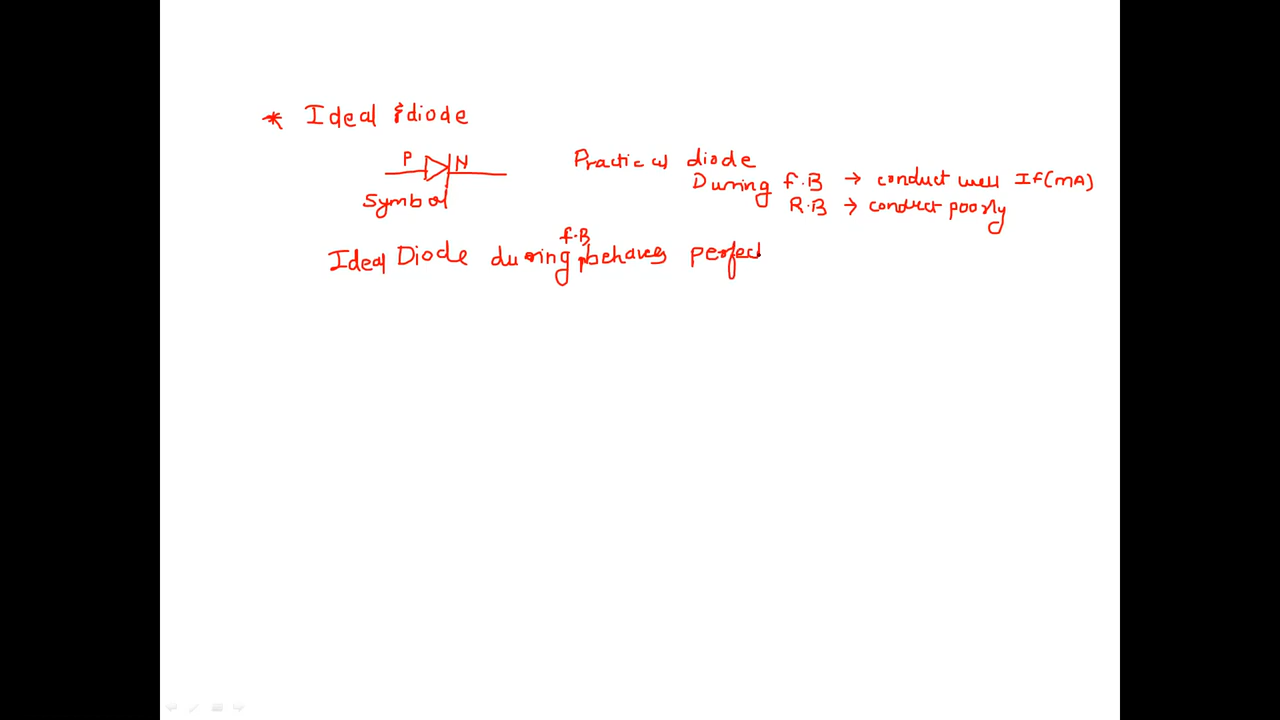 * Ideal diode
P N
Symbol
Practical diode
During f.B → conduct well If(mA)
R.B → conduct poorly
f.B
Ideal Diode during behaves perfect